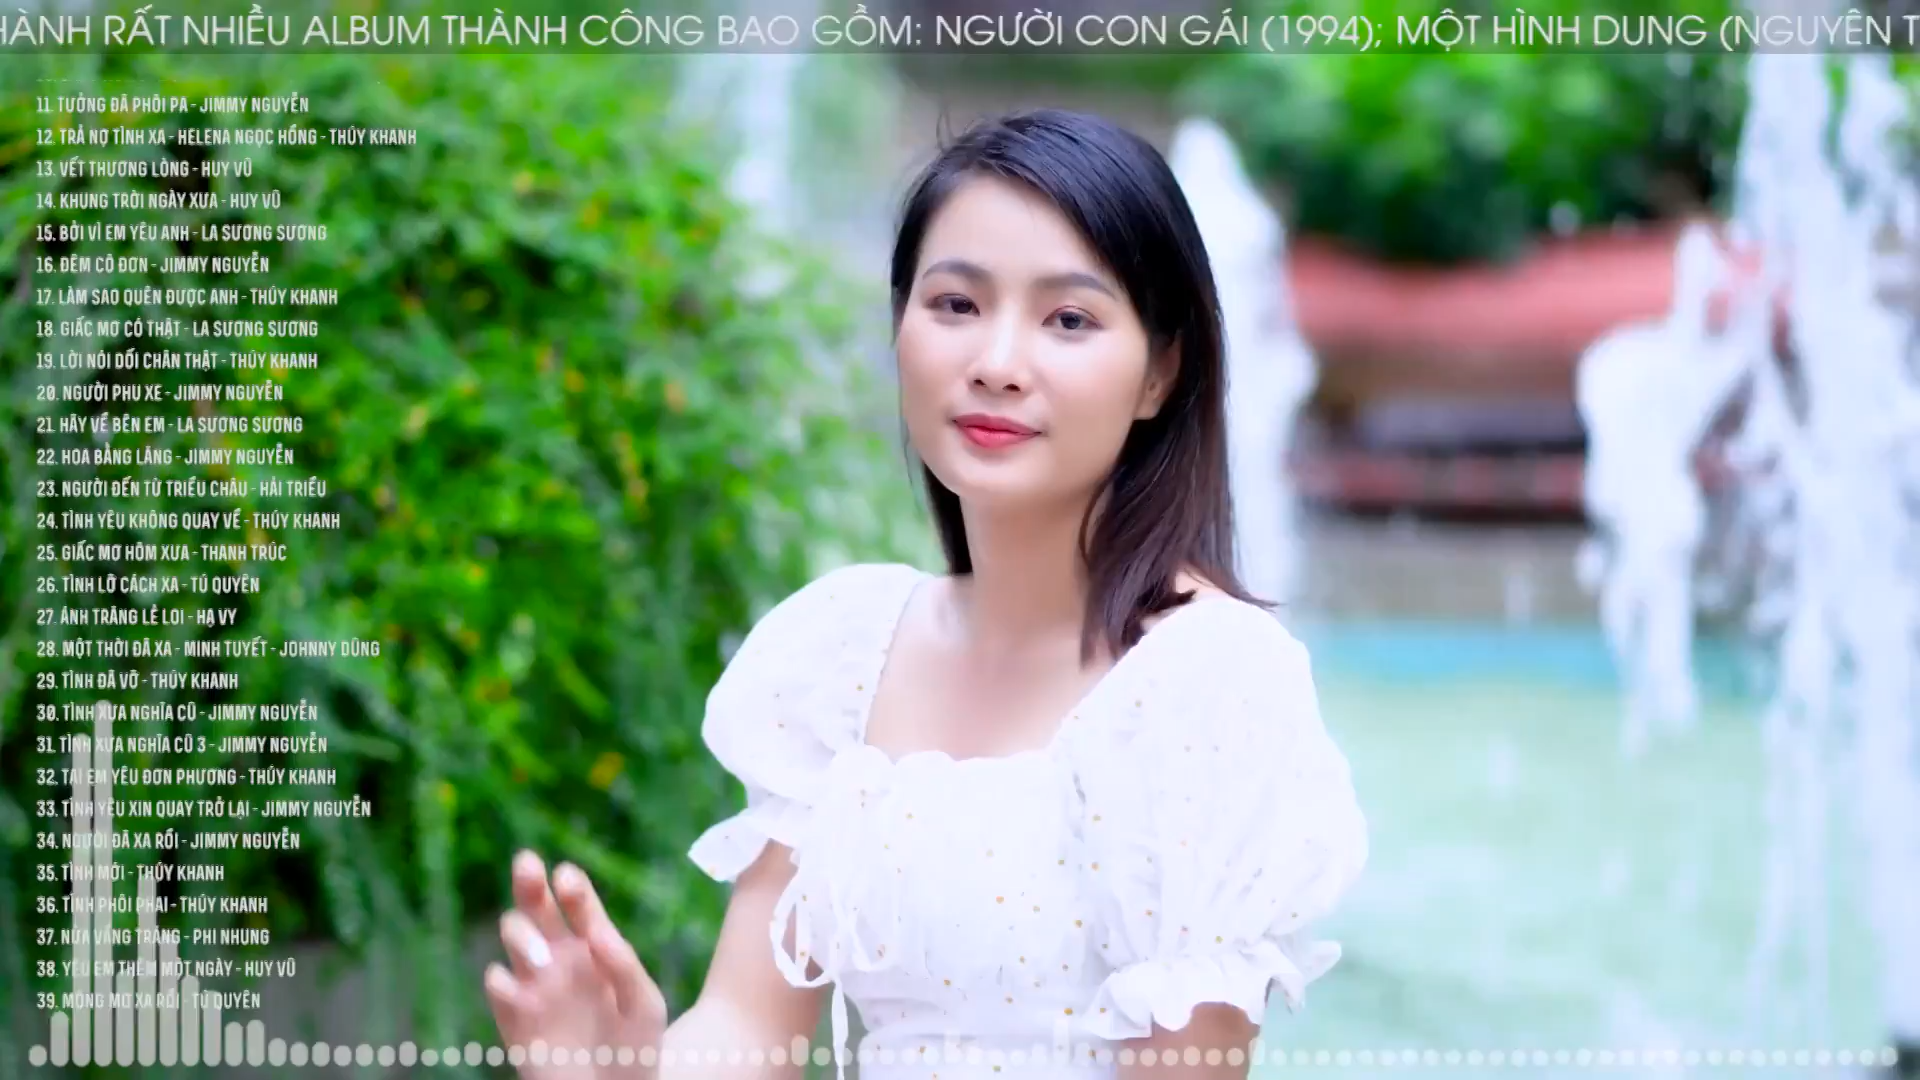 HÀNH RẤT NHIỀU ALBUM THÀNH CÔNG BAO GỒM: NGƯỜI CON GÁI (1994); MỘT HÌNH DUNG (NGUYÊN T
11. TƯỞNG ĐÃ PHÔI PA - JIMMY NGUYỄN
12. TRẢ NỢ TÌNH XA - HELENA NGỌC HỒNG - THÚY KHANH
13. VẾT THƯƠNG LÒNG - HUY VŨ
14. KHUNG TRỜI NGÀY XƯA - HUY VŨ
15. BỞI VÌ EM YÊU ANH - LA SƯƠNG SƯƠNG
16. ĐÊM CÔ ĐƠN - JIMMY NGUYỄN
17. LÀM SAO QUÊN ĐƯỢC ANH - THÚY KHANH
18. GIẤC MƠ CÓ THẬT - LA SƯƠNG SƯƠNG
19. LỜI NÓI DỐI CHÂN THẬT - THÚY KHANH
20. NGƯỜI PHU XE - JIMMY NGUYỄN
21. HÃY VỀ BÊN EM - LA SƯƠNG SƯƠNG
22. HOA BẰNG LĂNG - JIMMY NGUYỄN
23. NGƯỜI ĐẾN TỪ TRIỀU CHÂU - HẢI TRIỀU
24. TÌNH YÊU KHÔNG QUAY VỀ - THÚY KHANH
25. GIẤC MƠ HÔM XƯA - THANH TRÚC
26. TÌNH LỠ CÁCH XA - TÚ QUYÊN
27. ÁNH TRĂNG LẺ LOI - HẠ VY
28. MỘT THỜI ĐÃ XA - MINH TUYẾT - JOHNNY DŨNG
29. TÌNH ĐÃ VỠ - THÚY KHANH
30. TÌNH XƯA NGHĨA CŨ - JIMMY NGUYỄN
31. TÌNH XƯA NGHĨA CŨ 3 - JIMMY NGUYỄN
32. TẠI EM YÊU ĐƠN PHƯƠNG - THÚY KHANH
33. TÌNH YÊU XIN QUAY TRỞ LẠI - JIMMY NGUYỄN
34. NGƯỜI ĐÃ XA RỒI - JIMMY NGUYỄN
35. TÌNH MỚI - THÚY KHANH
36. TÌNH PHÔI PHAI - THÚY KHANH
37. NỬA VẦNG TRĂNG - PHI NHUNG
38. YÊU EM THÊM MỘT NGÀY - HUY VŨ
39. MỘNG MƠ XA RỒI - TÚ QUYÊN